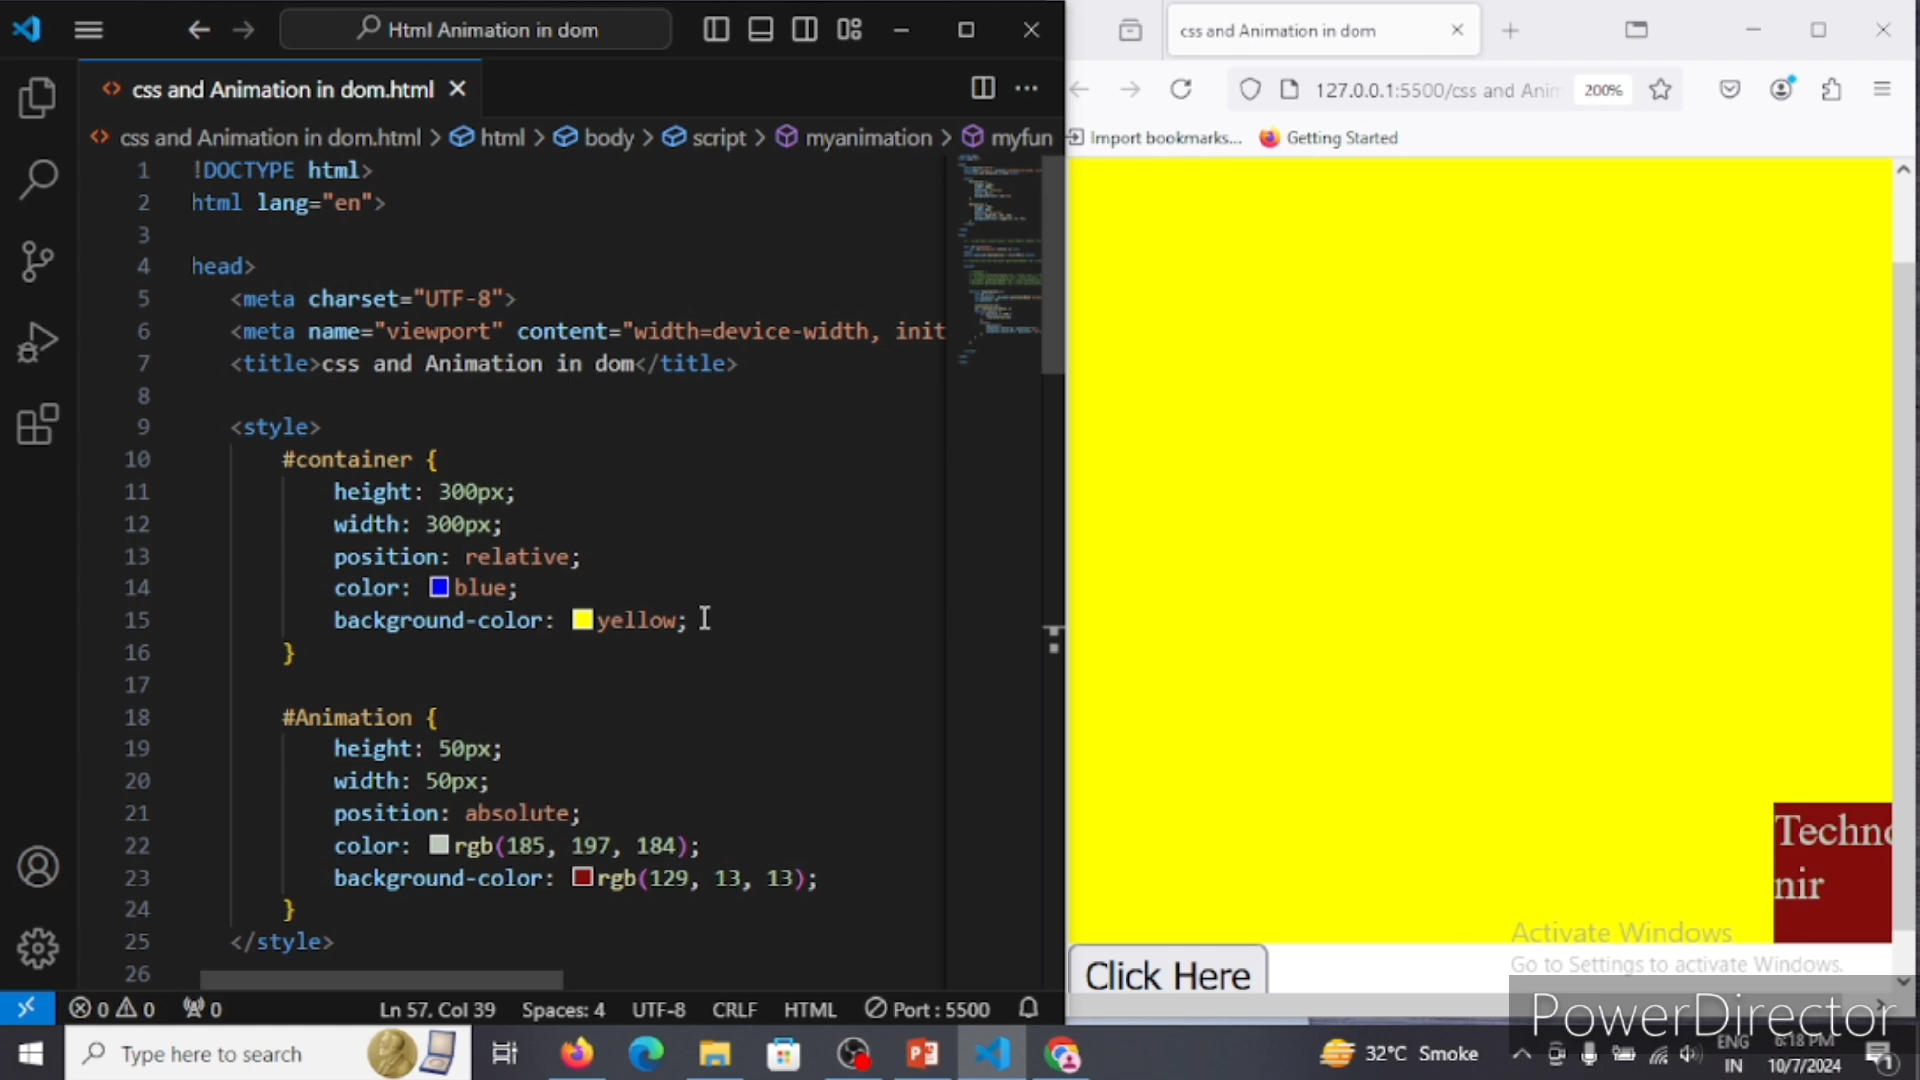 Html Animation in dom
css and Animation in dom.html
css and Animation in dom.html > html > body > script > myanimation > myfun
1 !DOCTYPE html>
2 html lang="en">
3
4 head>
5 <meta charset="UTF-8">
6 <meta name="viewport" content="width=device-width, init
7 <title>css and Animation in dom</title>
8
9 <style>
10 #container {
11 height: 300px;
12 width: 300px;
13 position: relative;
14 color: blue;
15 background-color: yellow;
16 }
17
18 #Animation {
19 height: 50px;
20 width: 50px;
21 position: absolute;
22 color: rgb(185, 197, 184);
23 background-color: rgb(129, 13, 13);
24 }
25 </style>
26
0 0 0 Ln 57, Col 39 Spaces: 4 UTF-8 CRLF HTML Port : 5500
css and Animation in dom
127.0.0.1:5500/css and Anim 200%
Import bookmarks... Getting Started
Techno
nir
Click Here
Activate Windows
Go to Settings to activate Windows.
PowerDirector
Type here to search
32°C Smoke
ENG
IN
6:18 PM
10/7/2024
1